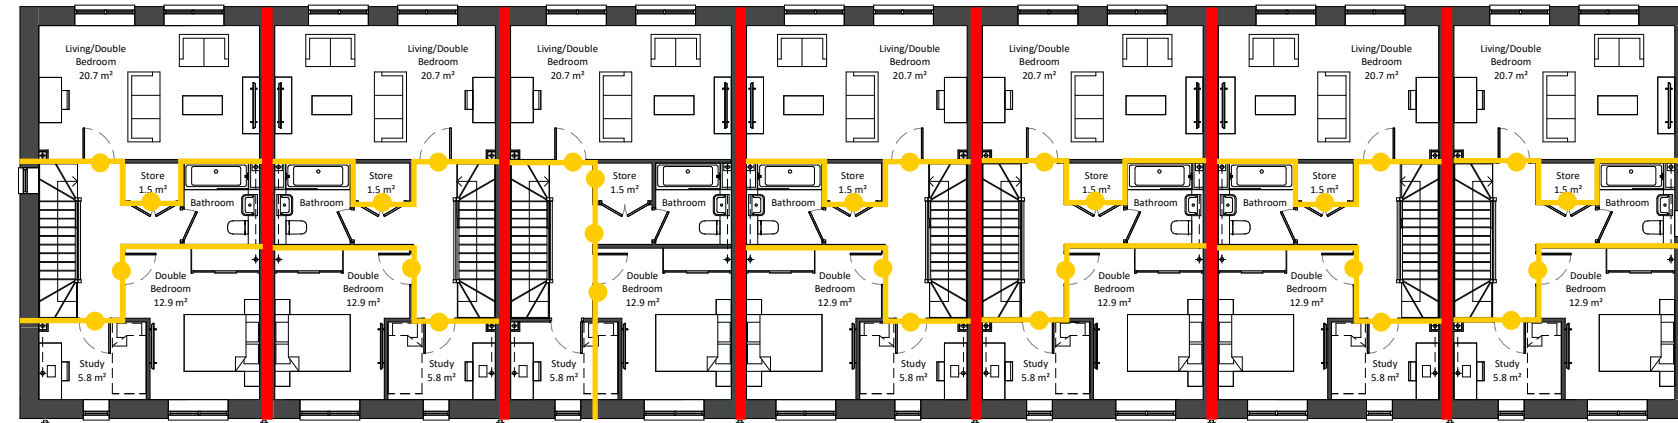 Living/Double
Bedroom
20.7 m²
Living/Double
Bedroom
20.7 m²
Living/Double
Bedroom
20.7 m²
Living/Double
Bedroom
20.7 m²
Living/Double
Bedroom
20.7 m²
Living/Double
Bedroom
20.7 m²
Living/Double
Bedroom
20.7 m²
Store
1.5 m²
Bathroom
Bathroom
Store
1.5 m²
Store
1.5 m²
Bathroom
Bathroom
Store
1.5 m²
Store
1.5 m²
Bathroom
Bathroom
Store
1.5 m²
Store
1.5 m²
Bathroom
Double
Bedroom
12.9 m²
Double
Bedroom
12.9 m²
Double
Bedroom
12.9 m²
Double
Bedroom
12.9 m²
Double
Bedroom
12.9 m²
Double
Bedroom
12.9 m²
Double
Bedroom
12.9 m²
Study
5.8 m²
Study
5.8 m²
Study
5.8 m²
Study
5.8 m²
Study
5.8 m²
Study
5.8 m²
Study
5.8 m²